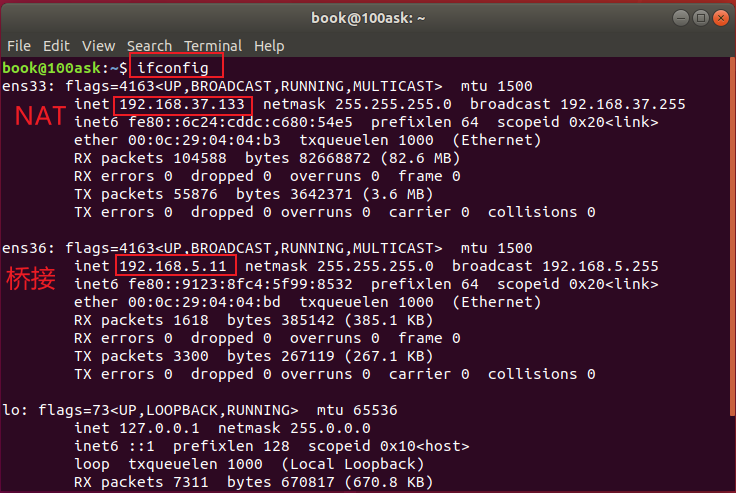 book@100ask: ~
File Edit View Search Terminal Help
book@100ask:~$ ifconfig
ens33: flags=4163<UP,BROADCAST,RUNNING,MULTICAST>  mtu 1500
inet 192.168.37.133  netmask 255.255.255.0  broadcast 192.168.37.255
NAT
inet6 fe80::6c24:cddc:c680:54e5  prefixlen 64  scopeid 0x20<link>
ether 00:0c:29:04:04:b3  txqueuelen 1000  (Ethernet)
RX packets 104588  bytes 82668872 (82.6 MB)
RX errors 0  dropped 0  overruns 0  frame 0
TX packets 55876  bytes 3642371 (3.6 MB)
TX errors 0  dropped 0 overruns 0  carrier 0  collisions 0
ens36: flags=4163<UP,BROADCAST,RUNNING,MULTICAST>  mtu 1500
inet 192.168.5.11  netmask 255.255.255.0  broadcast 192.168.5.255
桥接
inet6 fe80::9123:8fc4:5f99:8532  prefixlen 64  scopeid 0x20<link>
ether 00:0c:29:04:04:bd  txqueuelen 1000  (Ethernet)
RX packets 1618  bytes 385142 (385.1 KB)
RX errors 0  dropped 0  overruns 0  frame 0
TX packets 3300  bytes 267119 (267.1 KB)
TX errors 0  dropped 0 overruns 0  carrier 0  collisions 0
lo: flags=73<UP,LOOPBACK,RUNNING>  mtu 65536
inet 127.0.0.1  netmask 255.0.0.0
inet6 ::1  prefixlen 128  scopeid 0x10<host>
loop  txqueuelen 1000  (Local Loopback)
RX packets 7311  bytes 670817 (670.8 KB)